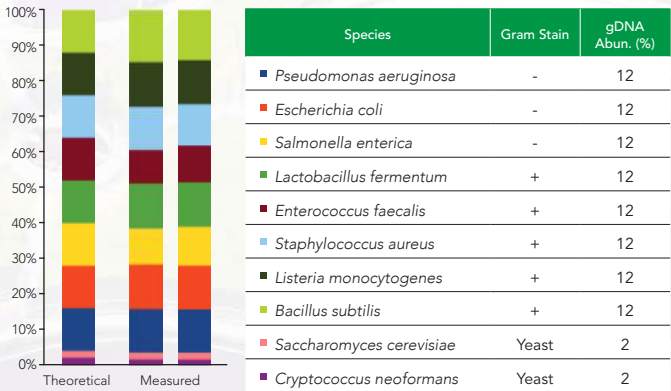 100%
90%
80%
70%
60%
50%
40%
30%
20%
10%
0%
Theoretical Measured
Species Gram Stain gDNA Abun. (%)
Pseudomonas aeruginosa - 12
Escherichia coli - 12
Salmonella enterica - 12
Lactobacillus fermentum + 12
Enterococcus faecalis + 12
Staphylococcus aureus + 12
Listeria monocytogenes + 12
Bacillus subtilis + 12
Saccharomyces cerevisiae Yeast 2
Cryptococcus neoformans Yeast 2